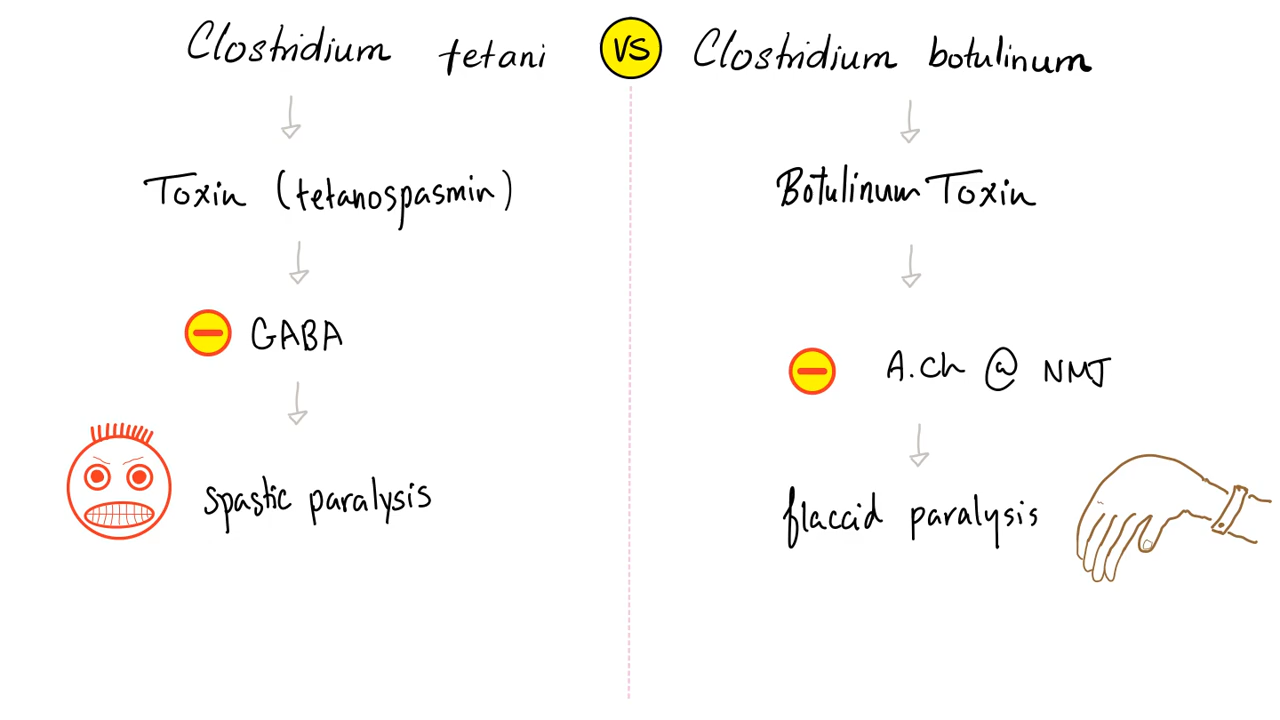 Clostridium tetani VS Clostridium botulinum
Toxin (tetanospasmin)
GABA
spastic paralysis
Botulinum Toxin
A.Ch @ NMJ
flaccid paralysis